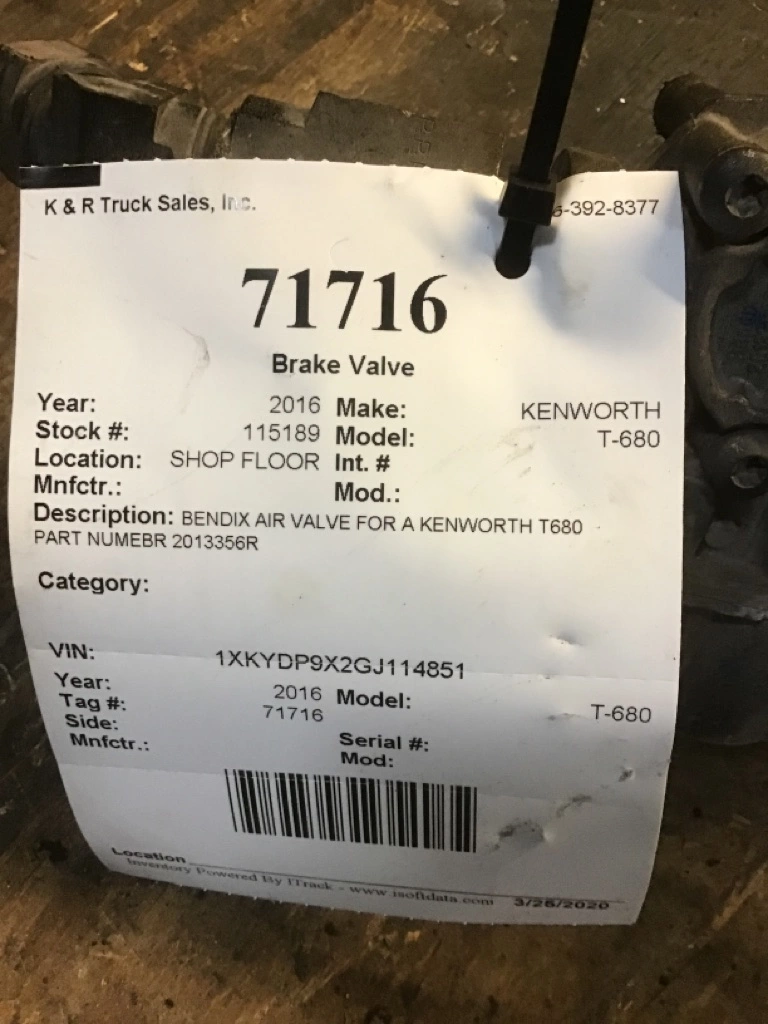 K & R Truck Sales, Inc. 6-392-8377
71716
Brake Valve
Year: 2016 Make: KENWORTH
Stock #: 115189 Model: T-680
Location: SHOP FLOOR Int. #
Mnfctr.: Mod.:
Description: BENDIX AIR VALVE FOR A KENWORTH T680
PART NUMEBR 2013356R
Category:
VIN: 1XKYDP9X2GJ114851
Year: 2016 Model: T-680
Tag #: 71716
Side: Serial #:
Mnfctr.: Mod:
Location
Inventory Powered By ITrack - www.isoftdata.com 3/26/2020